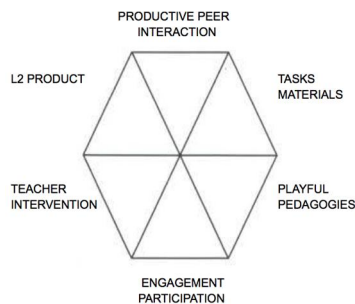 PRODUCTIVE PEER
INTERACTION
L2 PRODUCT
TASKS
MATERIALS
TEACHER
INTERVENTION
PLAYFUL
PEDAGOGIES
ENGAGEMENT
PARTICIPATION